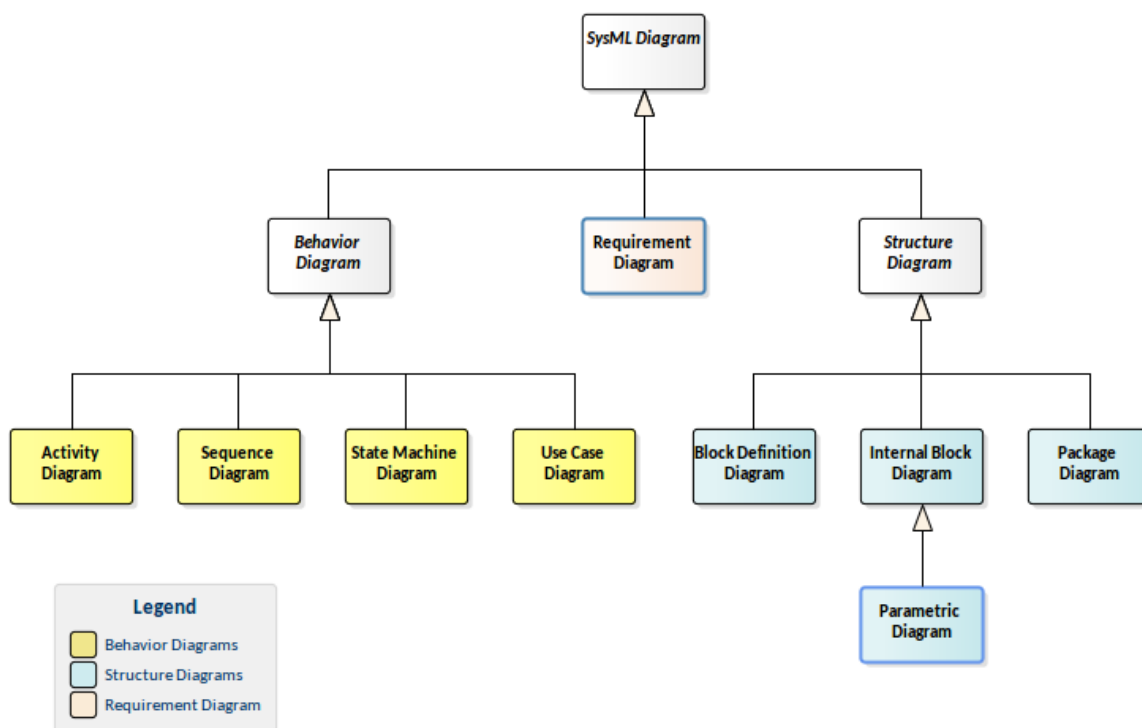 SysML Diagram
Behavior
Diagram
Requirement
Diagram
Structure
Diagram
Activity
Diagram
Sequence
Diagram
State Machine
Diagram
Use Case
Diagram
Block Definition
Diagram
Internal Block
Diagram
Package
Diagram
Parametric
Diagram
Legend
Behavior Diagrams
Structure Diagrams
Requirement Diagram